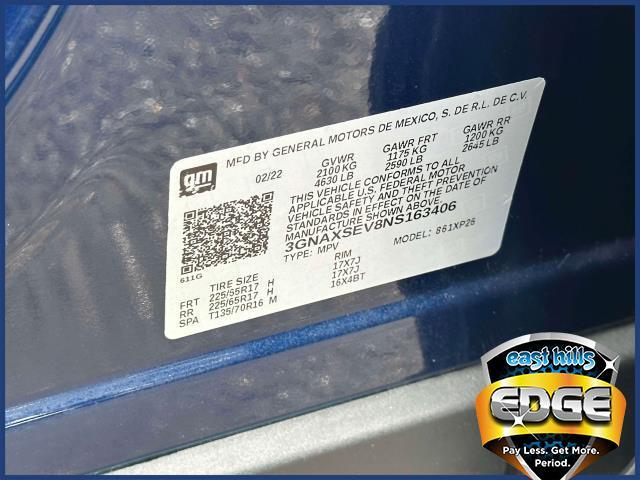 gm
MFD BY GENERAL MOTORS DE MEXICO, S. DE R.L. DE C.V.
02/22 GVWR GAWR FRT GAWR RR
2100 KG 1175 KG 1200 KG
4630 LB 2590 LB 2645 LB
THIS VEHICLE CONFORMS TO ALL
APPLICABLE U.S. FEDERAL MOTOR
VEHICLE SAFETY AND THEFT PREVENTION
STANDARDS IN EFFECT ON THE DATE OF
MANUFACTURE SHOWN ABOVE.
3GNAXSEV8NS163406
TYPE: MPV MODEL: 861XP26
611G
TIRE SIZE RIM
FRT 225/65R17 H 17X7J
RR 225/65R17 H 17X7J
SPA T135/70R16 M 16X4BT
east hills
EDGE
Pay Less. Get More.
Period.